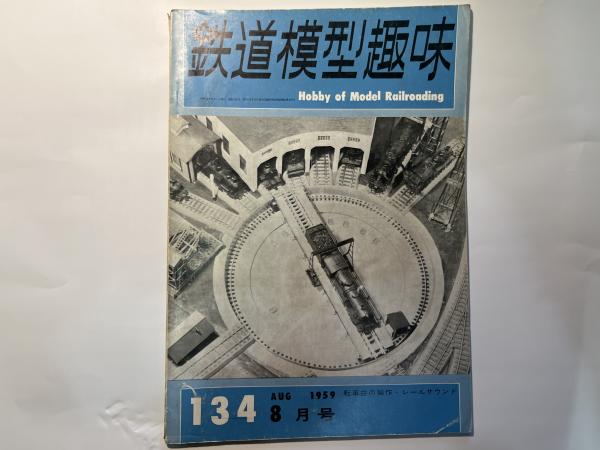 鉄道模型趣味
Hobby of Model Railroading
134
AUG 1959
8月号
転車台の製作・レールサウンド